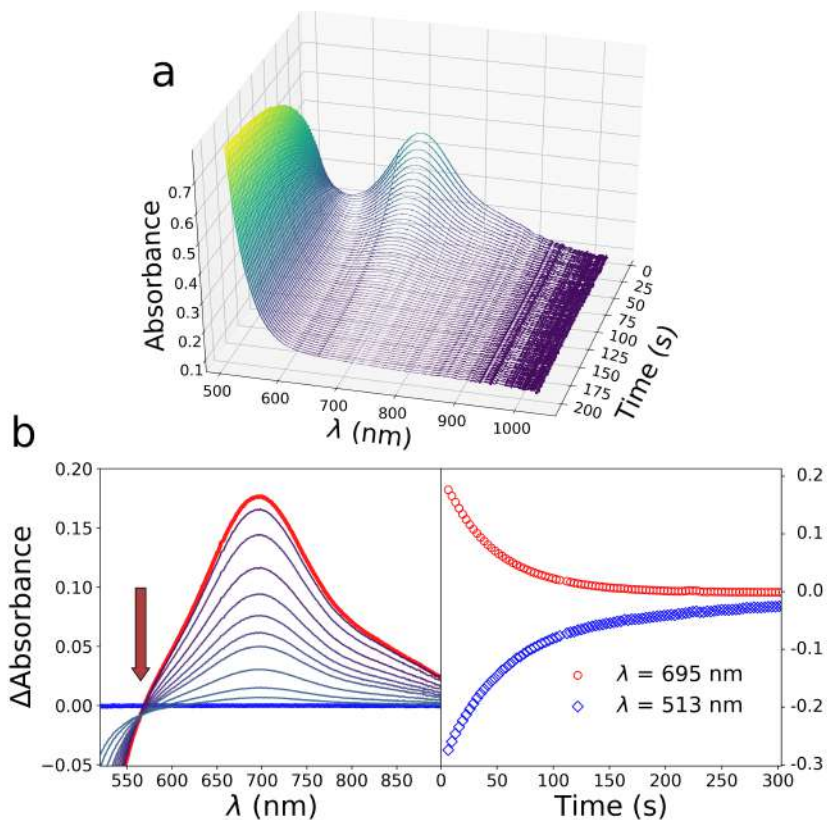 a
Absorbance
0.7
0.6
0.5
0.4
0.3
0.2
0.1
500
600
700
800
900
1000
λ (nm)
0
25
50
75
100
125
150
175
200
Time (s)
b
ΔAbsorbance
0.20
0.15
0.10
0.05
0.00
−0.05
550 600 650 700 750 800 850
λ (nm)
0.2
0.1
0.0
-0.1
-0.2
-0.3
λ = 695 nm
λ = 513 nm
0 50 100 150 200 250 300
Time (s)